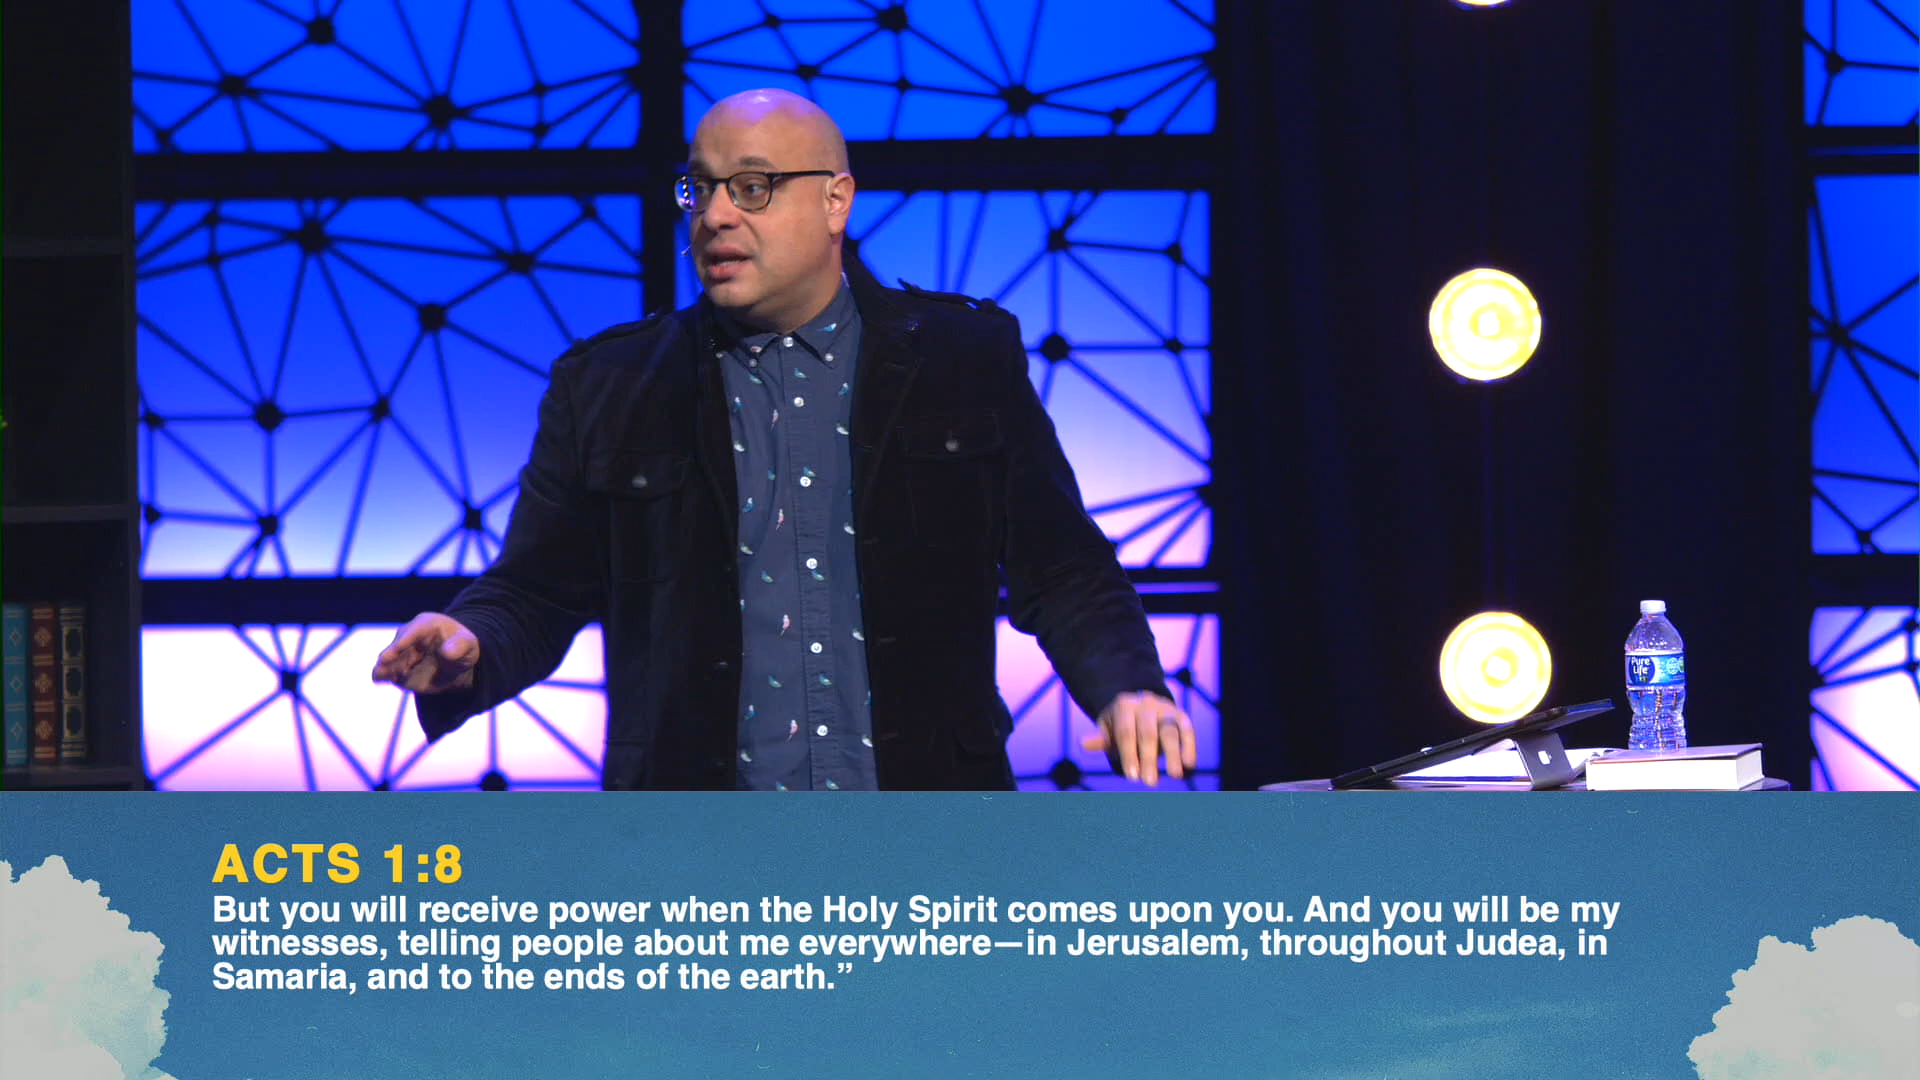 Pure
Life
ACTS 1:8
But you will receive power when the Holy Spirit comes upon you. And you will be my
witnesses, telling people about me everywhere—in Jerusalem, throughout Judea, in
Samaria, and to the ends of the earth.”